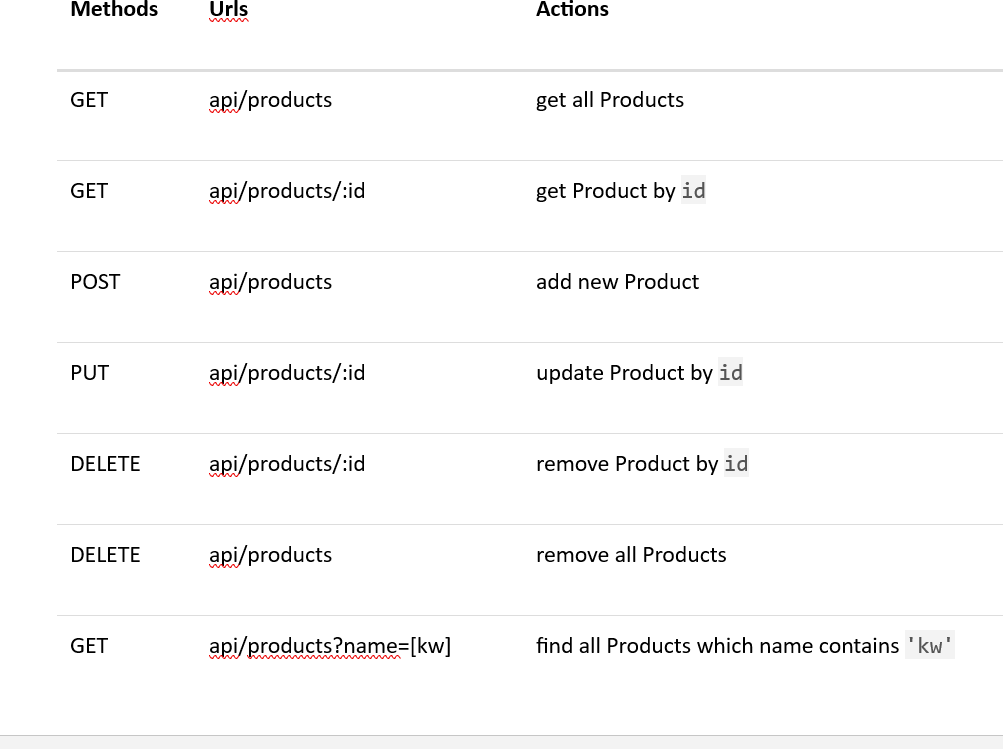 Methods Urls Actions
GET api/products get all Products
GET api/products/:id get Product by id
POST api/products add new Product
PUT api/products/:id update Product by id
DELETE api/products/:id remove Product by id
DELETE api/products remove all Products
GET api/products?name=[kw] find all Products which name contains 'kw'